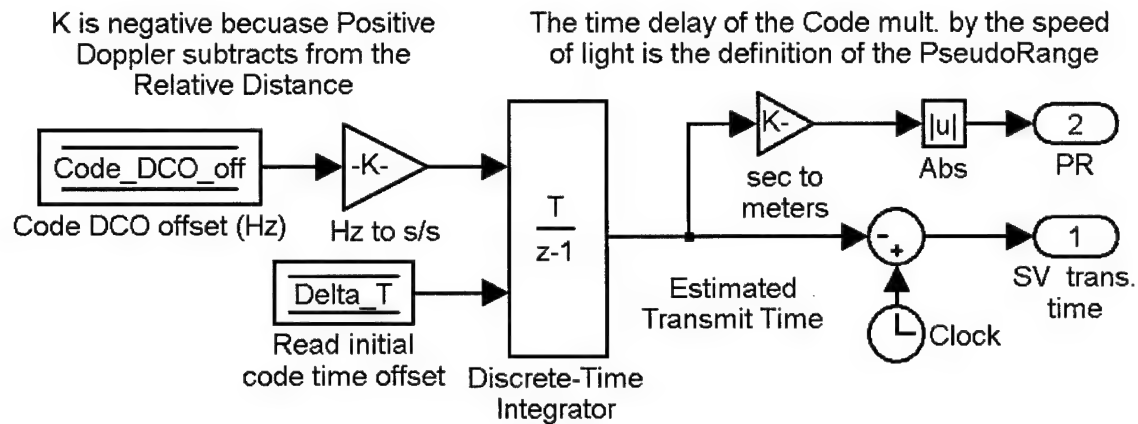 K is negative becuase Positive
Doppler subtracts from the
Relative Distance
The time delay of the Code mult. by the speed
of light is the definition of the PseudoRange
Code_DCO_off
Code DCO offset (Hz)
-K-
Hz to s/s
Delta_T
Read initial
code time offset
T
z-1
Discrete-Time
Integrator
K-
sec to
meters
|u|
Abs
2
PR
Estimated
Transmit Time
-
+
Clock
1
SV trans.
time